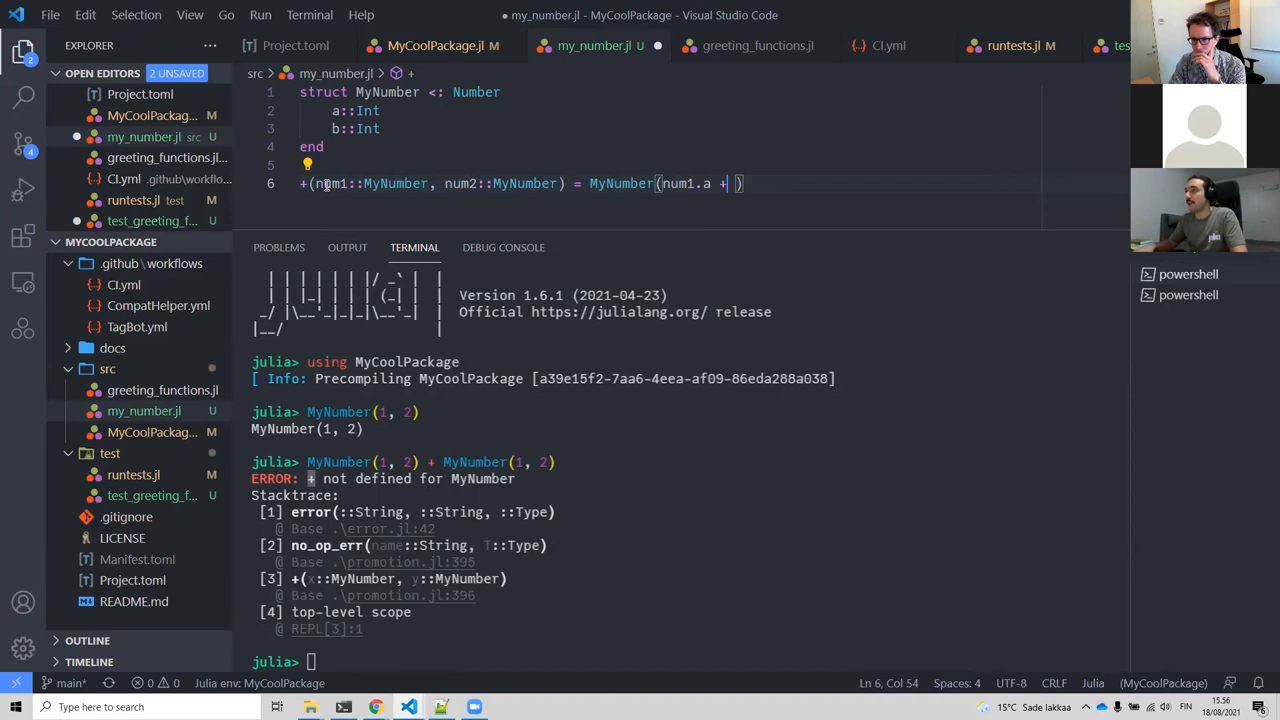 File Edit Selection View Go Run Terminal Help
● my_number.jl - MyCoolPackage - Visual Studio Code
EXPLORER ···
Project.toml MyCoolPackage.jl M my_number.jl U ● greeting_functions.jl CI.yml runtests.jl M tes
OPEN EDITORS 2 UNSAVED
Project.toml
MyCoolPackag... M
my_number.jl src U
greeting_functions.jl...
CI.yml .github\workflo...
runtests.jl test M
test_greeting_f... U
MYCOOLPACKAGE
.github\workflows
CI.yml
CompatHelper.yml
TagBot.yml
docs
src
greeting_functions.jl
my_number.jl U
MyCoolPackag... M
test
runtests.jl M
test_greeting_f... U
.gitignore
LICENSE
Manifest.toml
Project.toml
README.md
OUTLINE
TIMELINE
2
4
src > my_number.jl > +
1 struct MyNumber <: Number
2 a::Int
3 b::Int
4 end
5
6 +(num1::MyNumber, num2::MyNumber) = MyNumber(num1.a + )
PROBLEMS OUTPUT TERMINAL DEBUG CONSOLE
| | | | | | |/ _` | |
| | |_| | | | (_| | | Version 1.6.1 (2021-04-23)
_/ |\__'_|_|_|\__'_| | Official https://julialang.org/ release
|__/ |
julia> using MyCoolPackage
[ Info: Precompiling MyCoolPackage [a39e15f2-7aa6-4eea-af09-86eda288a038]
julia> MyNumber(1, 2)
MyNumber(1, 2)
julia> MyNumber(1, 2) + MyNumber(1, 2)
ERROR: + not defined for MyNumber
Stacktrace:
[1] error(::String, ::String, ::Type)
@ Base .\error.jl:42
[2] no_op_err(name::String, T::Type)
@ Base .\promotion.jl:395
[3] +(x::MyNumber, y::MyNumber)
@ Base .\promotion.jl:396
[4] top-level scope
@ REPL[3]:1
julia>
powershell
powershell
main* 0 0 Julia env: MyCoolPackage
Ln 6, Col 54 Spaces: 4 UTF-8 CRLF Julia (MyCoolPackage)
Type here to search
15°C Sade lakkaa FIN 15.56 18/08/2021 6